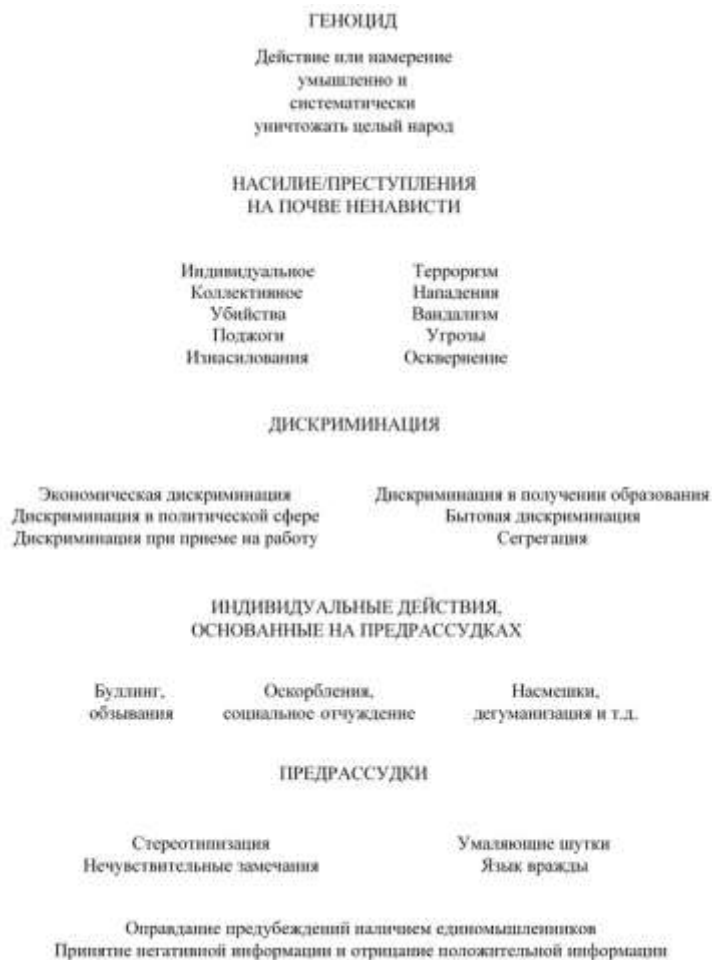 ГЕНОЦИД
Действие или намерение
умышленно и
систематически
уничтожать целый народ
НАСИЛИЕ/ПРЕСТУПЛЕНИЯ
НА ПОЧВЕ НЕНАВИСТИ
Индивидуальное Терроризм
Коллективное Нападения
Убийства Вандализм
Поджоги Угрозы
Изнасилования Осквернение
ДИСКРИМИНАЦИЯ
Экономическая дискриминация Дискриминация в получении образования
Дискриминация в политической сфере Бытовая дискриминация
Дискриминация при приеме на работу Сегрегация
ИНДИВИДУАЛЬНЫЕ ДЕЙСТВИЯ,
ОСНОВАННЫЕ НА ПРЕДРАССУДКАХ
Буллинг, Оскорбления, Насмешки,
обзывания социальное отчуждение дегуманизация и т.д.
ПРЕДРАССУДКИ
Стереотипизация Умаляющие шутки
Нечувствительные замечания Язык вражды
Оправдание предубеждений наличием единомышленников
Принятие негативной информации и отрицание положительной информации